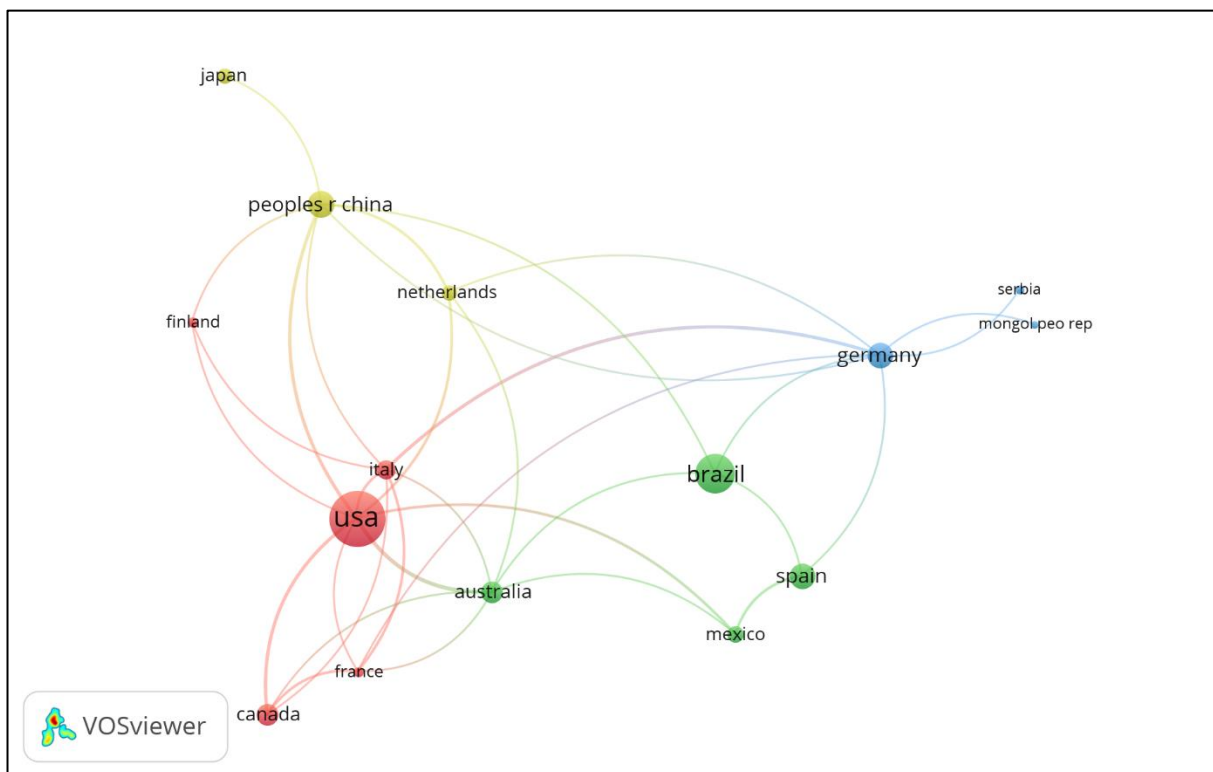 japan
peoples r china
netherlands
serbia
finland
mongol peo rep
germany
italy
brazil
usa
spain
australia
mexico
france
canada
VOSviewer